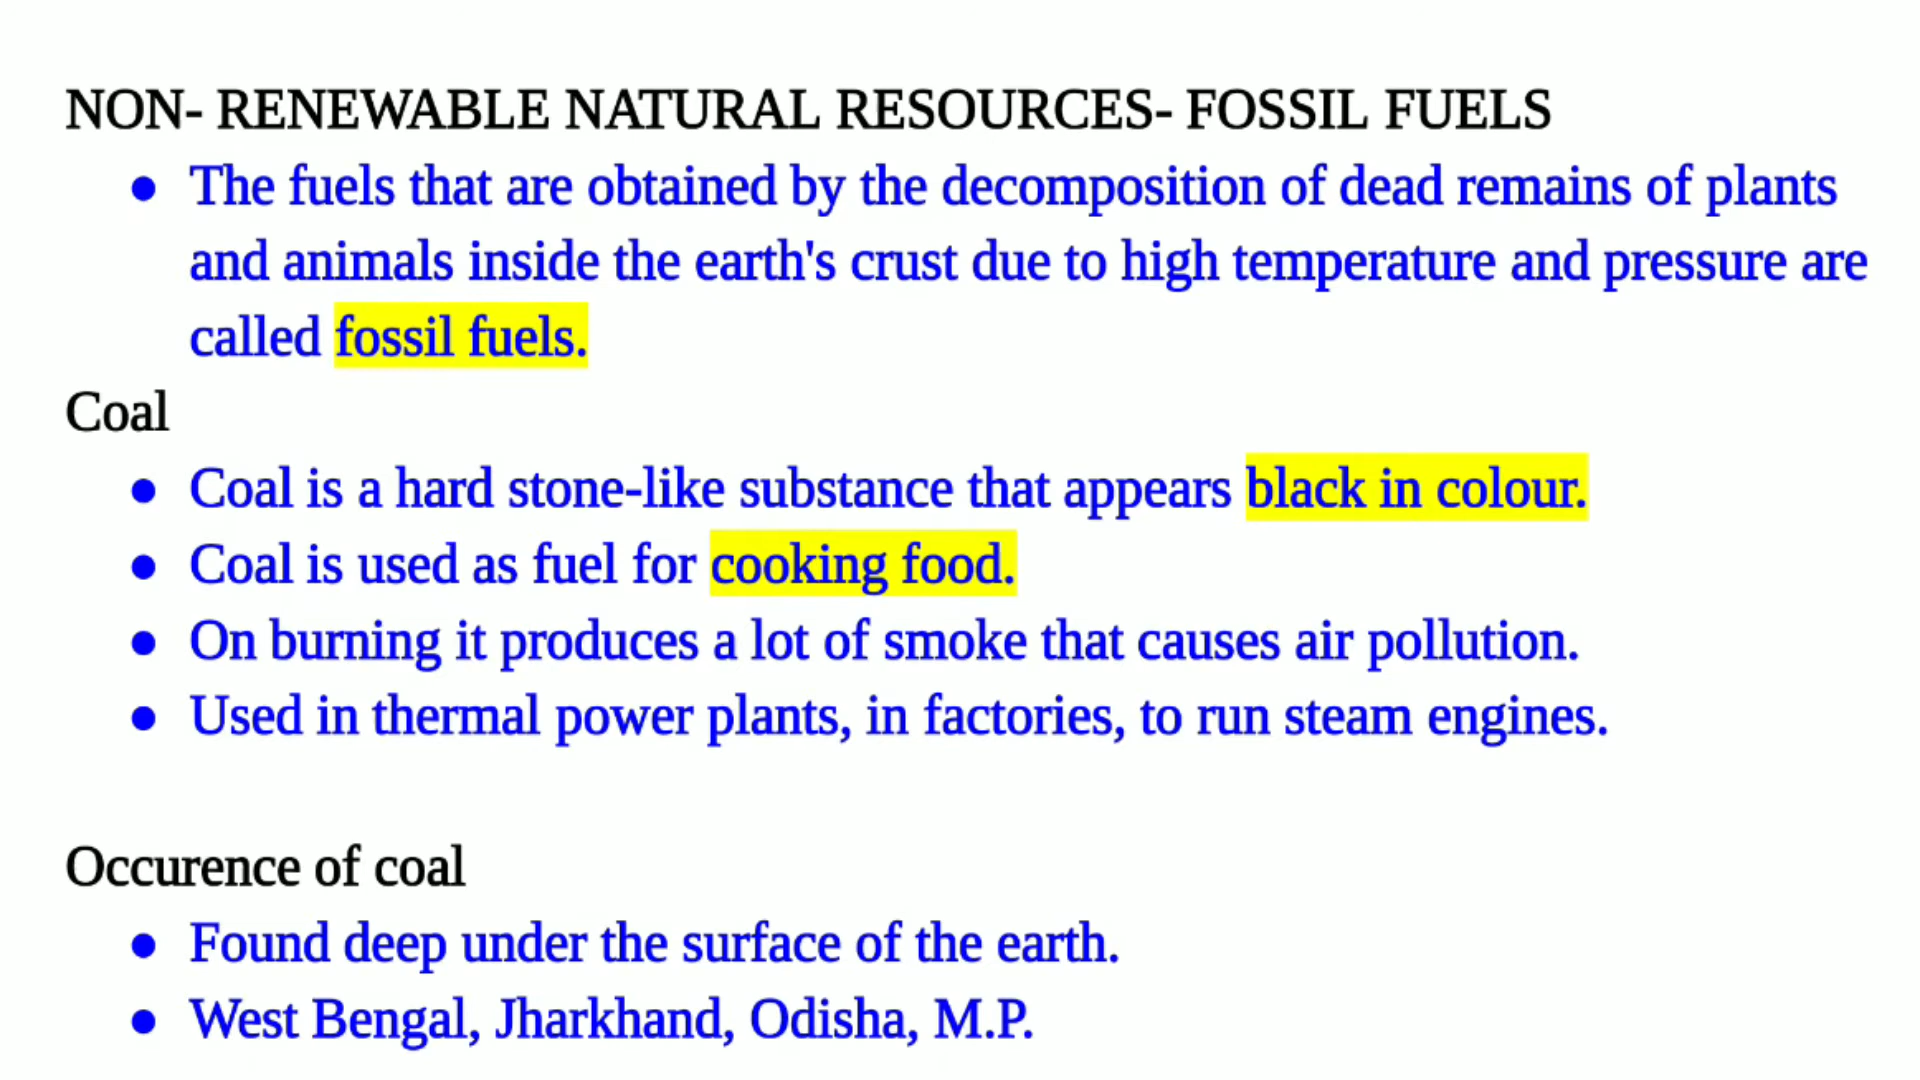 NON- RENEWABLE NATURAL RESOURCES- FOSSIL FUELS
● The fuels that are obtained by the decomposition of dead remains of plants
and animals inside the earth's crust due to high temperature and pressure are
called fossil fuels.
Coal
● Coal is a hard stone-like substance that appears black in colour.
● Coal is used as fuel for cooking food.
● On burning it produces a lot of smoke that causes air pollution.
● Used in thermal power plants, in factories, to run steam engines.
Occurence of coal
● Found deep under the surface of the earth.
● West Bengal, Jharkhand, Odisha, M.P.